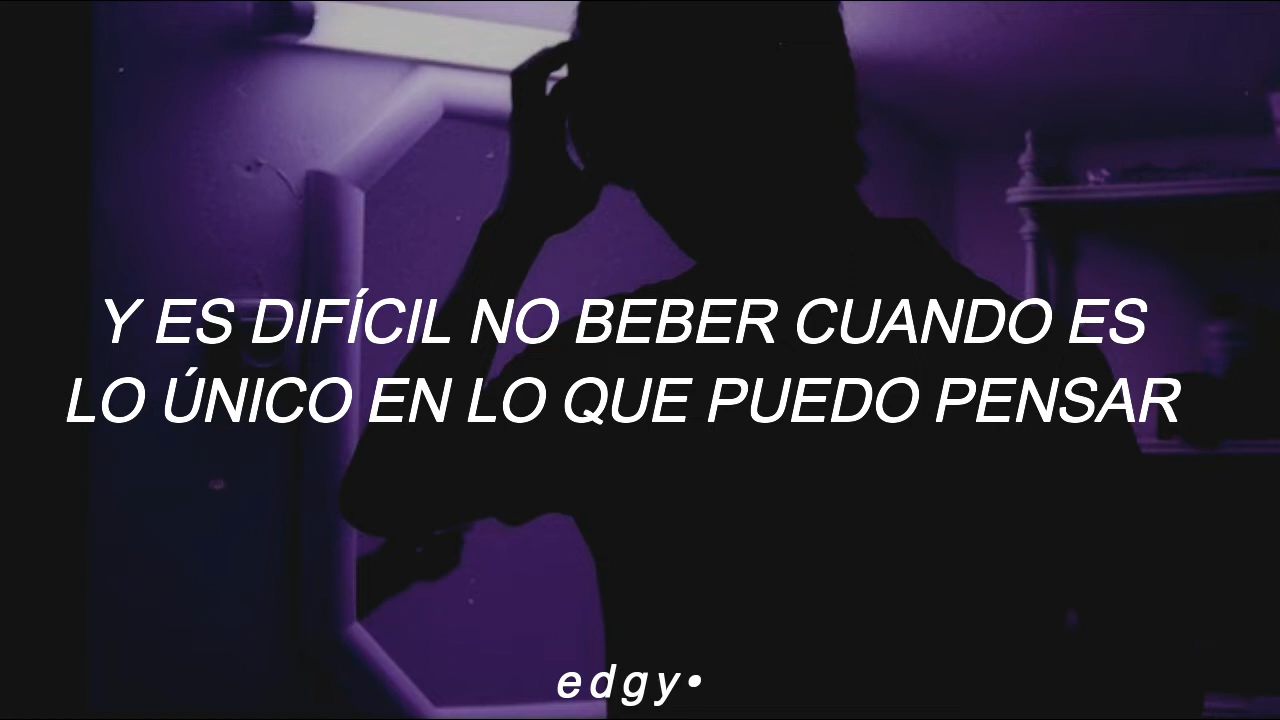 Y ES DIFÍCIL NO BEBER CUANDO ES
LO ÚNICO EN LO QUE PUEDO PENSAR
edgy•